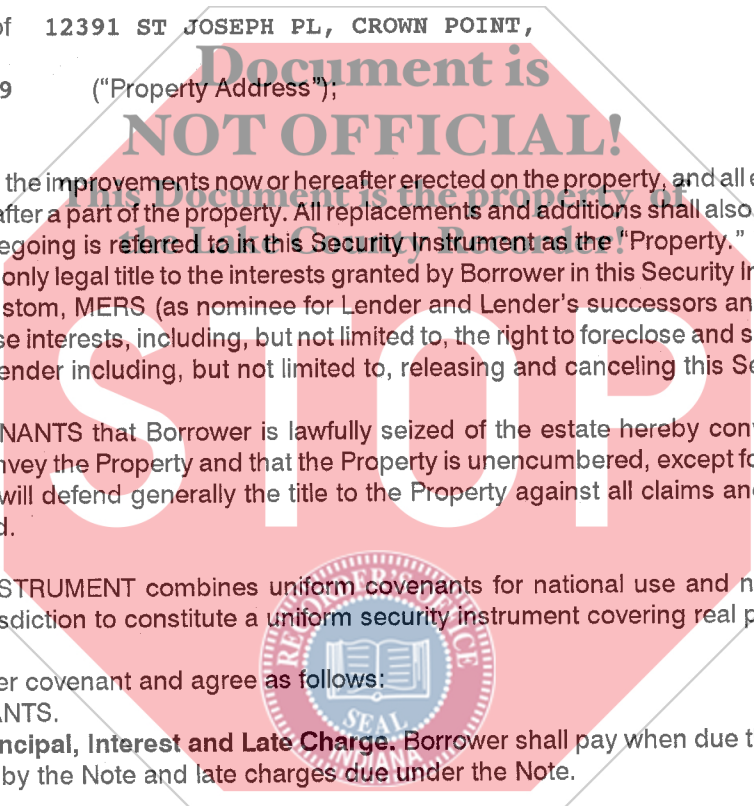 of 12391 ST JOSEPH PL, CROWN POINT,
Document is
9 ("Property Address");
NOT OFFICIAL!
the improvements now or hereafter erected on the property, and all e
This Document is the property of
after a part of the property. All replacements and additions shall also
the Lake County Recorder!
egoing is referred to in this Security Instrument as the "Property."
only legal title to the interests granted by Borrower in this Security In
stom, MERS (as nominee for Lender and Lender's successors an
se interests, including, but not limited to, the right to foreclose and s
ender including, but not limited to, releasing and canceling this Se
STOP
NANTS that Borrower is lawfully seized of the estate hereby conv
nvey the Property and that the Property is unencumbered, except fo
will defend generally the title to the Property against all claims and
d.
STRUMENT combines uniform covenants for national use and n
sdiction to constitute a uniform security instrument covering real p
RECORDER'S OFFICE
SEAL
INDIANA
er covenant and agree as follows:
ANTS.
ncipal, Interest and Late Charge. Borrower shall pay when due t
by the Note and late charges due under the Note.